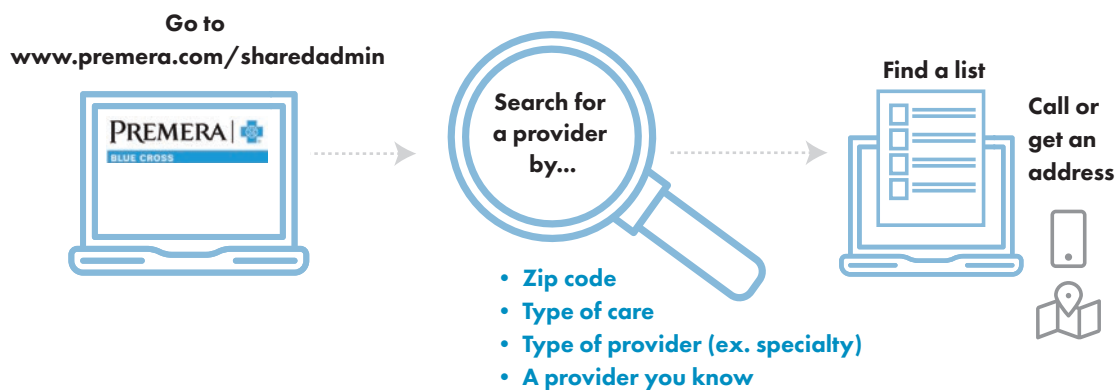 Go to
www.premera.com/sharedadmin
PREMERA
BLUE CROSS
Search for
a provider
by...
• Zip code
• Type of care
• Type of provider (ex. specialty)
• A provider you know
Find a list
Call or
get an
address